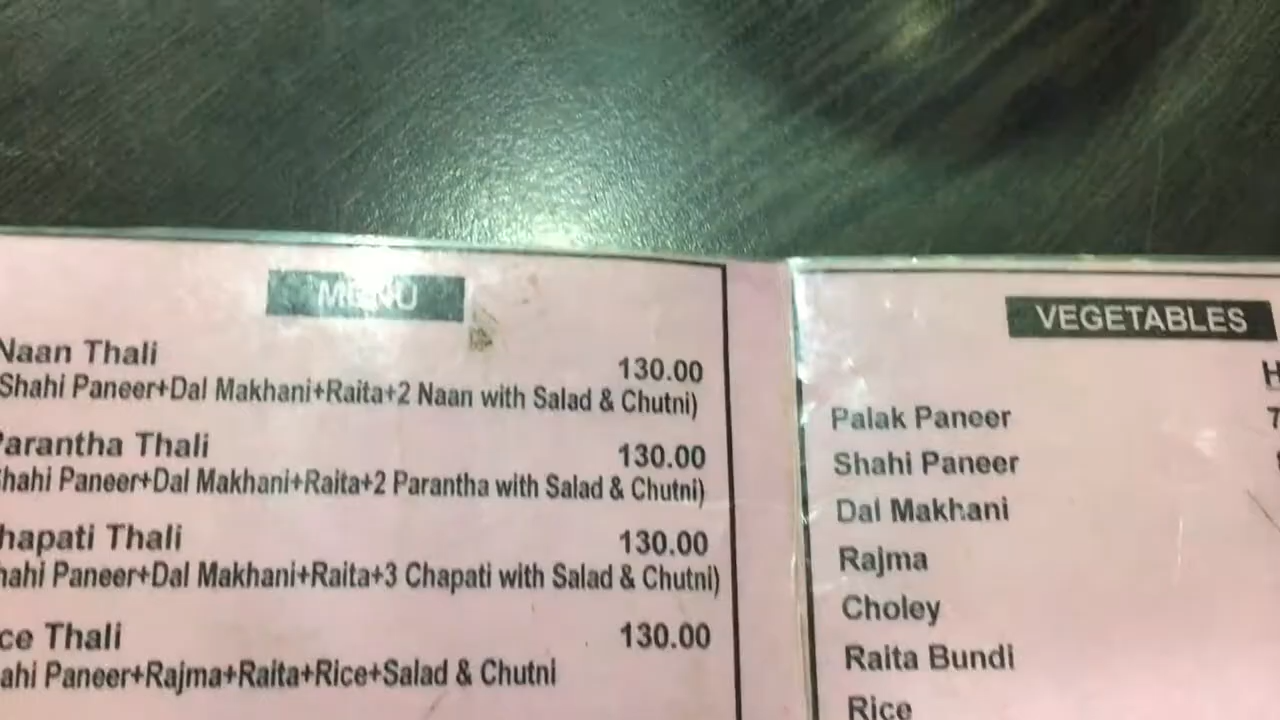 MENU
Naan Thali 130.00
Shahi Paneer+Dal Makhani+Raita+2 Naan with Salad & Chutni)
Parantha Thali 130.00
hahi Paneer+Dal Makhani+Raita+2 Parantha with Salad & Chutni)
hapati Thali 130.00
hahi Paneer+Dal Makhani+Raita+3 Chapati with Salad & Chutni)
ce Thali 130.00
ahi Paneer+Rajma+Raita+Rice+Salad & Chutni
VEGETABLES
H
Palak Paneer 7
Shahi Paneer
Dal Makhani
Rajma
Choley
Raita Bundi
Rice